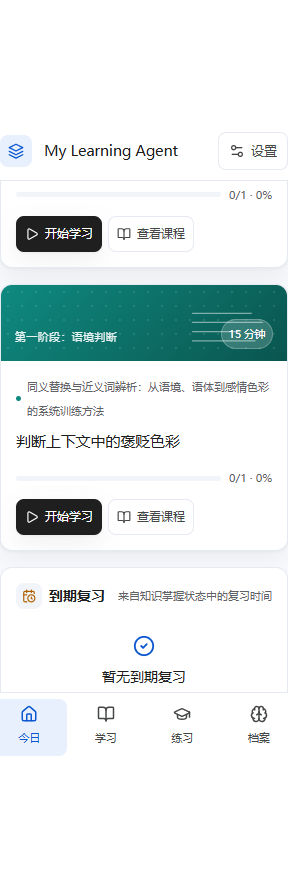 My Learning Agent
设置
0/1 · 0%
开始学习
查看课程
第一阶段：语境判断
15 分钟
同义替换与近义词辨析：从语境、语体到感情色彩
的系统训练方法
判断上下文中的褒贬色彩
0/1 · 0%
开始学习
查看课程
到期复习
来自知识掌握状态中的复习时间
暂无到期复习
今日
学习
练习
档案